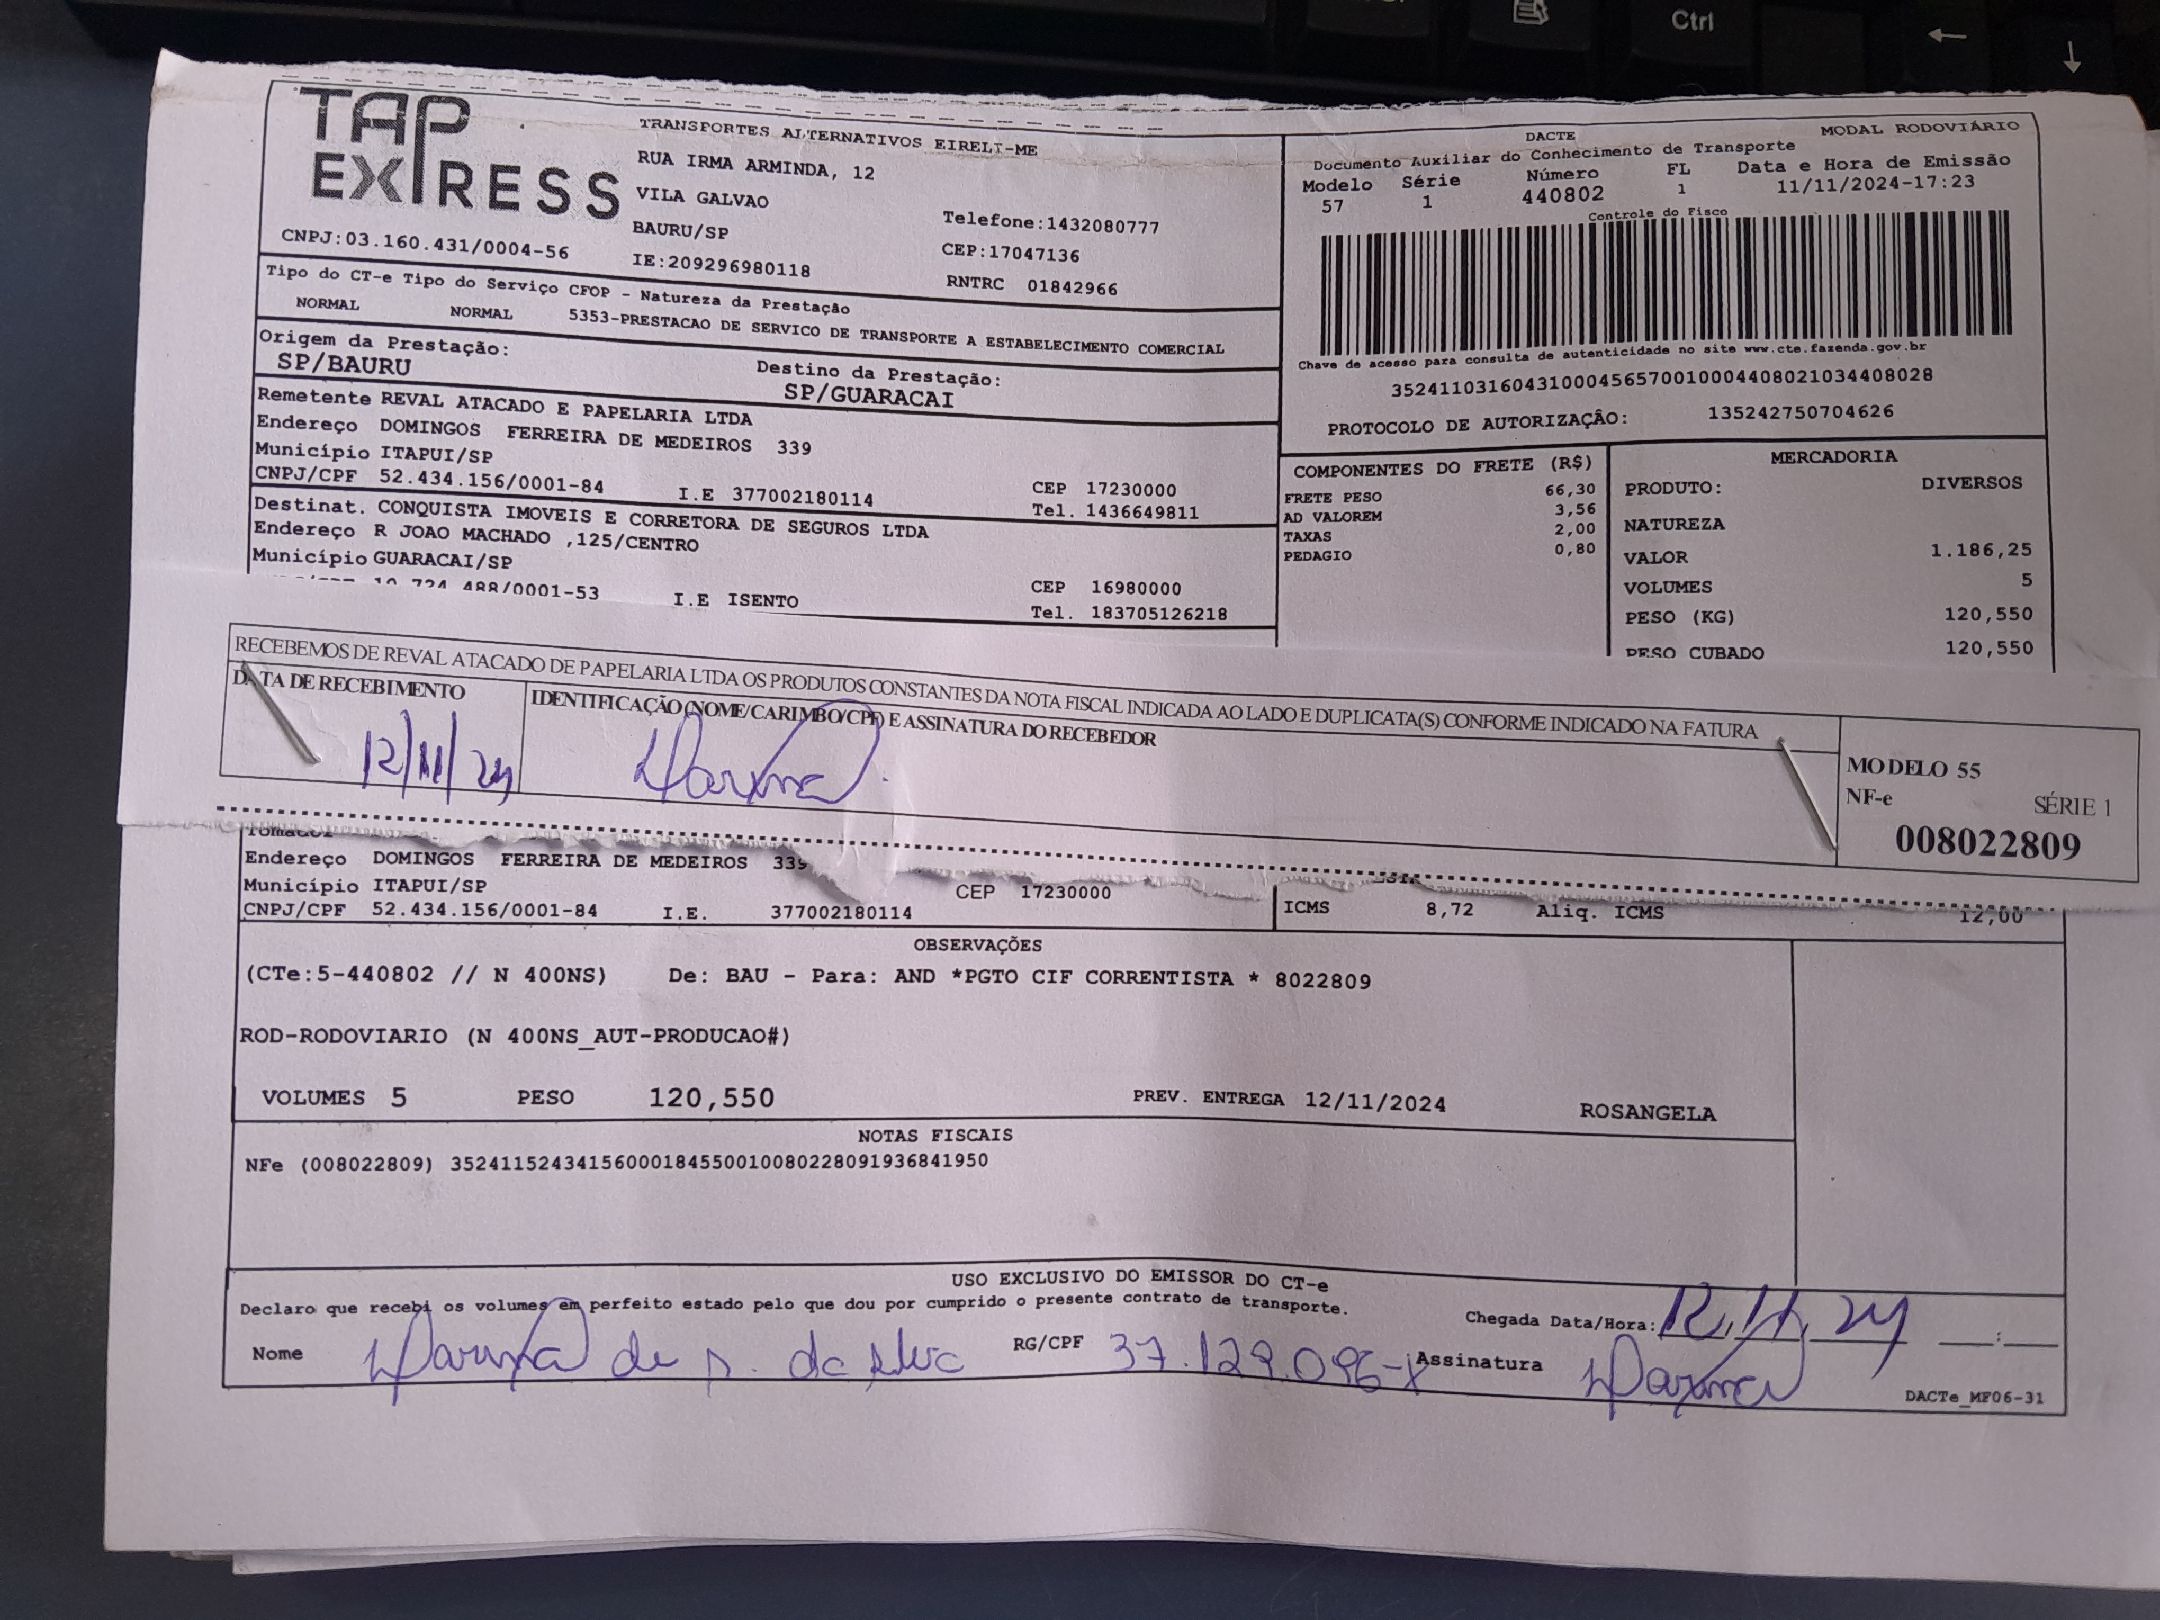 TAP EXPRESS
CNPJ:03.160.431/0004-56
TRANSPORTES ALTERNATIVOS EIRELI-ME
RUA IRMA ARMINDA, 12
VILA GALVAO
BAURU/SP
IE:209296980118
Telefone:1432080777
CEP:17047136
RNTRC 01842966
DACTE
MODAL RODOVIÁRIO
Documento Auxiliar do Conhecimento de Transporte
Modelo Série Número FL Data e Hora de Emissão
57 1 440802 1 11/11/2024-17:23
Controle do Fisco
Chave de acesso para consulta de autenticidade no site www.cte.fazenda.gov.br
35241103160431000456570010004408021034408028
PROTOCOLO DE AUTORIZAÇÂO: 135242750704626
Tipo do CT-e Tipo do Serviço CFOP - Natureza da Prestação
NORMAL NORMAL 5353-PRESTACAO DE SERVICO DE TRANSPORTE A ESTABELECIMENTO COMERCIAL
Origem da Prestação:
SP/BAURU
Destino da Prestação:
SP/GUARACAI
Remetente REVAL ATACADO E PAPELARIA LTDA
Endereço DOMINGOS FERREIRA DE MEDEIROS 339
Município ITAPUI/SP
CNPJ/CPF 52.434.156/0001-84 I.E 377002180114
CEP 17230000
Tel. 1436649811
Destinat. CONQUISTA IMOVEIS E CORRETORA DE SEGUROS LTDA
Endereço R JOAO MACHADO ,125/CENTRO
Município GUARACAI/SP
10.724.488/0001-53 I.E ISENTO
CEP 16980000
Tel. 183705126218
COMPONENTES DO FRETE (R$)
FRETE PESO 66,30
AD VALOREM 3,56
TAXAS 2,00
PEDAGIO 0,80
MERCADORIA
PRODUTO: DIVERSOS
NATUREZA
VALOR 1.186,25
VOLUMES 5
PESO (KG) 120,550
PESO CUBADO 120,550
RECEBEMOS DE REVAL ATACADO DE PAPELARIA LTDA OS PRODUTOS CONSTANTES DA NOTA FISCAL INDICADA AO LADO E DUPLICATA(S) CONFORME INDICADO NA FATURA
DATA DE RECEBIMENTO
12/11/24
IDENTIFICAÇÃO (NOME/CARIMBO/CPF) E ASSINATURA DO RECEBEDOR
MODELO 55
NF-e SÉRIE 1
008022809
Tomador
Endereço DOMINGOS FERREIRA DE MEDEIROS 339
Município ITAPUI/SP
CEP 17230000
CNPJ/CPF 52.434.156/0001-84 I.E. 377002180114
ICMS 8,72 Aliq. ICMS 12,00
OBSERVAÇÕES
(CTe:5-440802 // N 400NS) De: BAU - Para: AND *PGTO CIF CORRENTISTA * 8022809
ROD-RODOVIARIO (N 400NS_AUT-PRODUCAO#)
VOLUMES 5 PESO 120,550 PREV. ENTREGA 12/11/2024 ROSANGELA
NOTAS FISCAIS
NFe (008022809) 35241152434156000184550010080228091936841950
USO EXCLUSIVO DO EMISSOR DO CT-e
Declaro que recebi os volumes em perfeito estado pelo que dou por cumprido o presente contrato de transporte.
Chegada Data/Hora: 12, 11, 24 __:__
Nome de da Silva RG/CPF 37.129.096-X Assinatura
DACTe_MF06-31
Ctrl